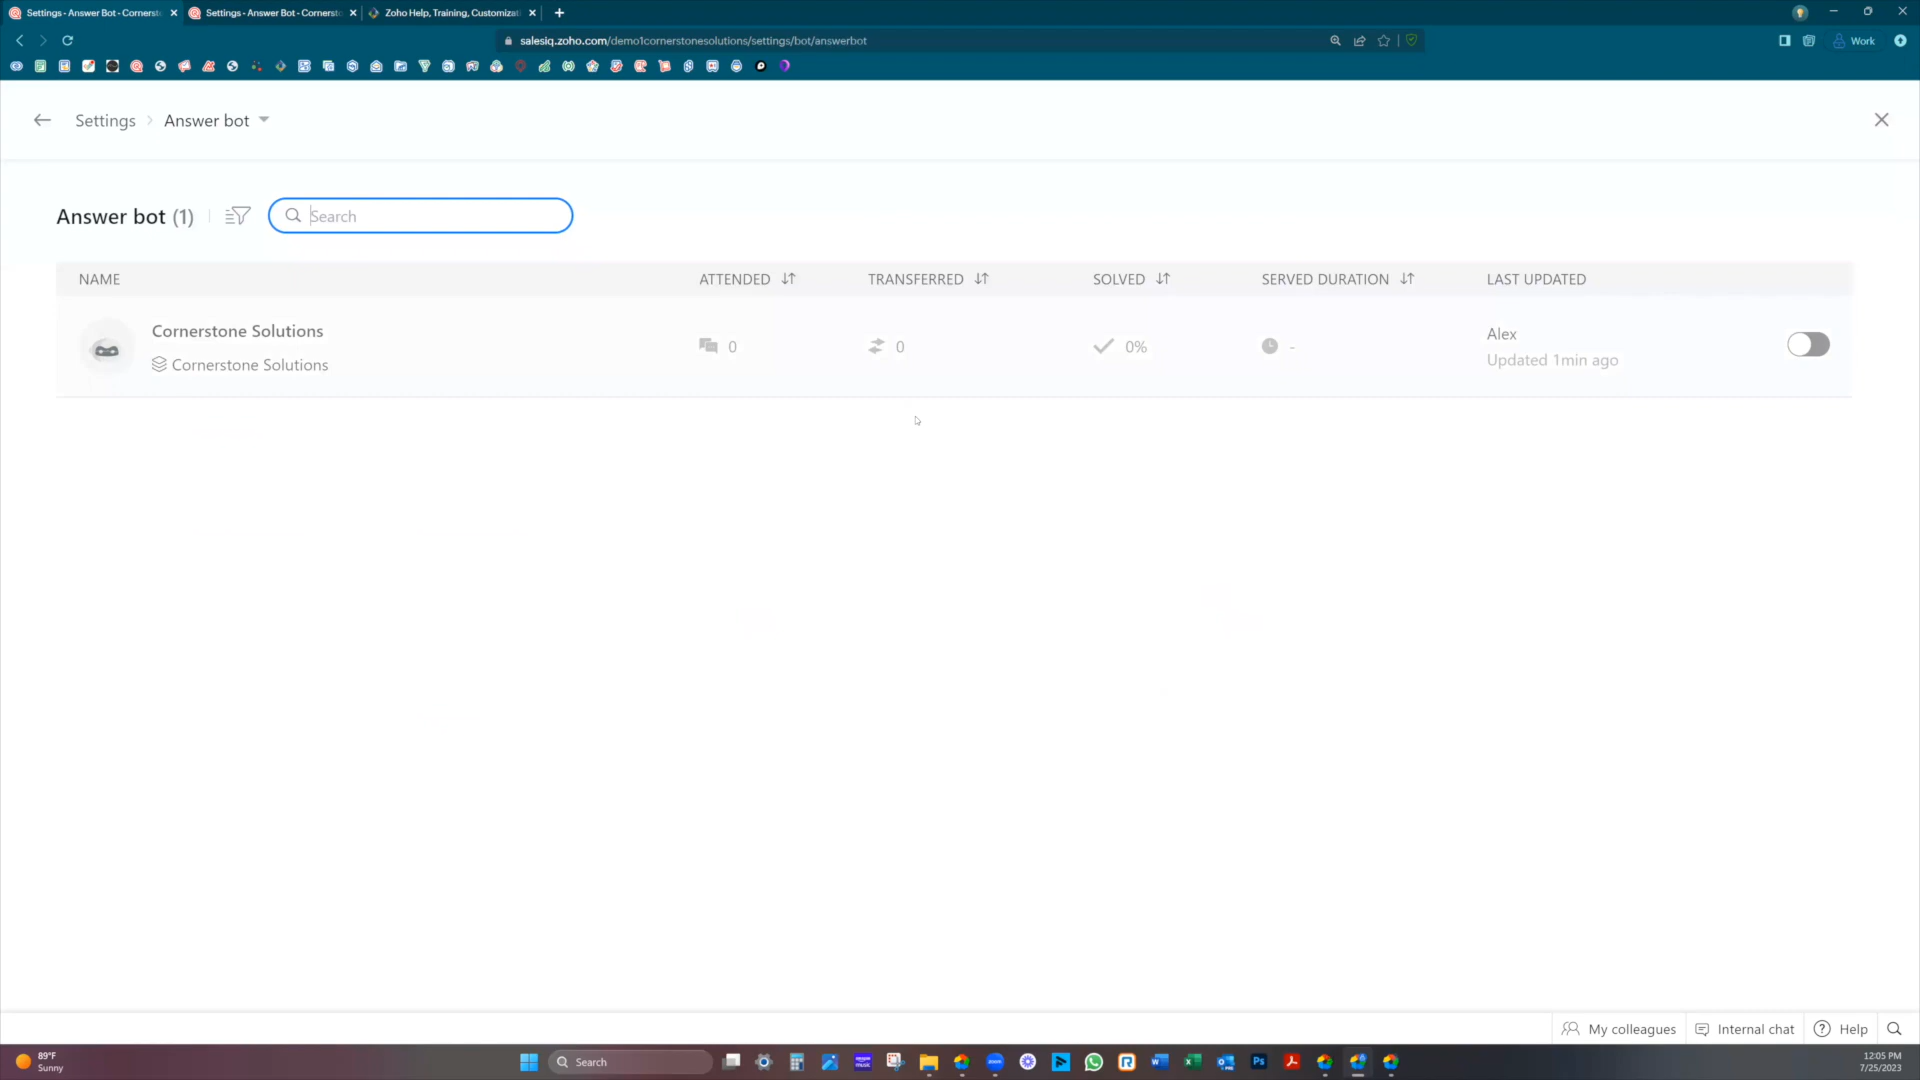 Settings - Answer Bot - Cornerst
Settings - Answer Bot - Cornerst
Zoho Help, Training, Customizat
salesiq.zoho.com/demo1cornerstonesolutions/settings/bot/answerbot
Work
Settings > Answer bot
Answer bot (1)
Search
NAME ATTENDED TRANSFERRED SOLVED SERVED DURATION LAST UPDATED
Cornerstone Solutions
Cornerstone Solutions
0 0 0% -
Alex
Updated 1min ago
My colleagues Internal chat Help
89°F
Sunny
Search
12:05 PM
7/25/2023